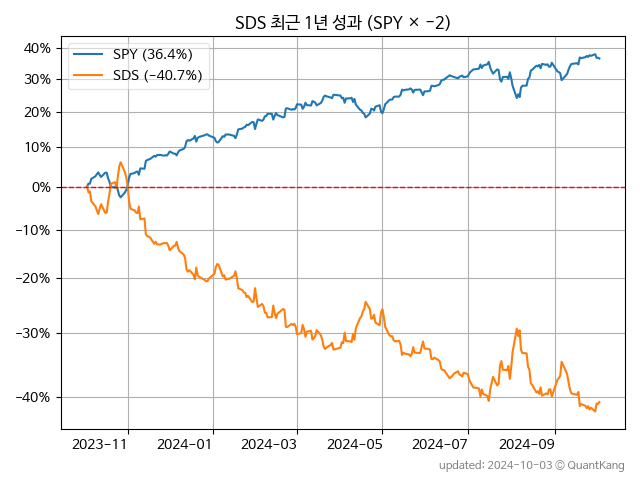 SDS 최근 1년 성과 (SPY × −2)
SPY (36.4%)
SDS (−40.7%)
40%
30%
20%
10%
0%
−10%
−20%
−30%
−40%
2023−11 2024−01 2024−03 2024−05 2024−07 2024−09
updated: 2024-10-03 © QuantKang